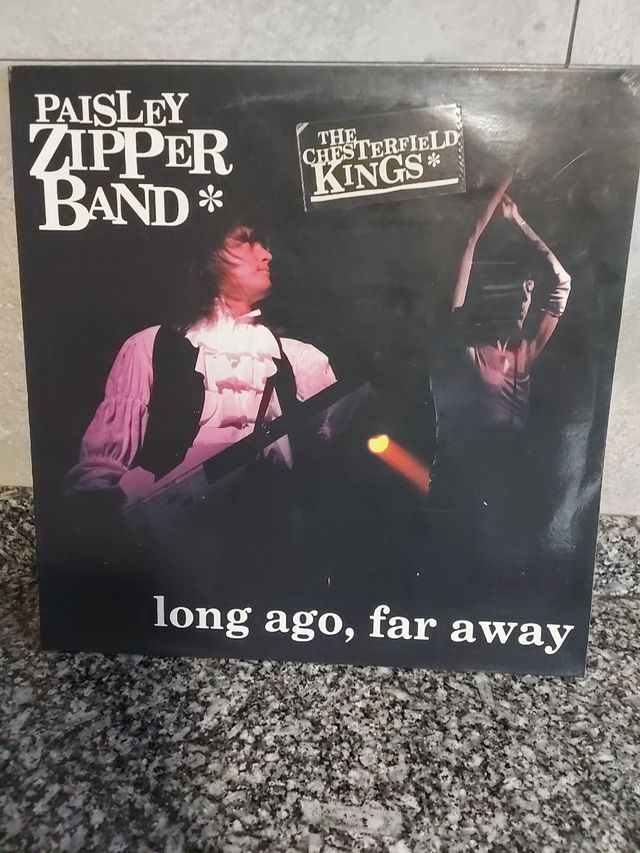 PAISLEY
ZIPPER
BAND*
THE
CHESTERFIELD
KINGS*
long ago, far away